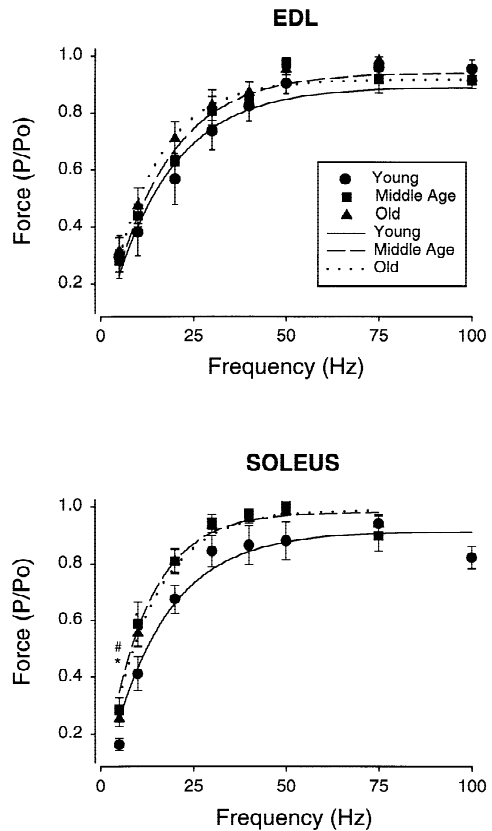 EDL
1.0
0.8
0.6
0.4
0.2
Force (P/Po)
Young
Middle Age
Old
Young
Middle Age
Old
0 25 50 75 100
Frequency (Hz)
SOLEUS
1.0
0.8
0.6
0.4
0.2
Force (P/Po)
#
*
0 25 50 75 100
Frequency (Hz)